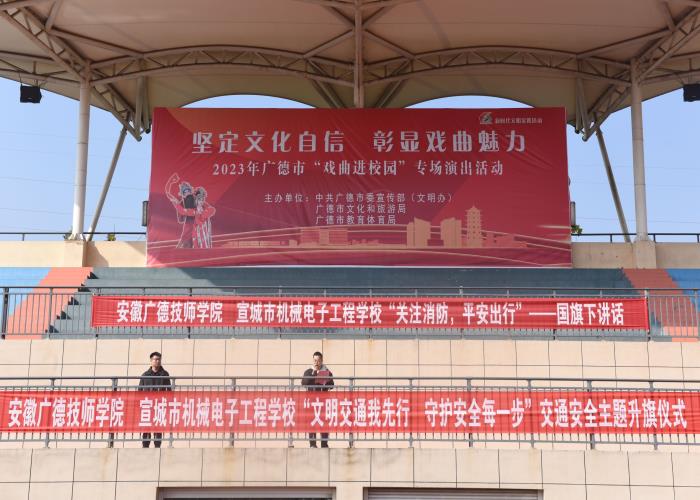 坚定文化自信 彰显戏曲魅力
2023年广德市“戏曲进校园”专场演出活动
主办单位：中共广德市委宣传部（文明办）
广德市文化和旅游局
广德市教育体育局
安徽广德技师学院 宣城市机械电子工程学校“关注消防，平安出行”——国旗下讲话
安徽广德技师学院 宣城市机械电子工程学校“文明交通我先行 守护安全每一步”交通安全主题升旗仪式